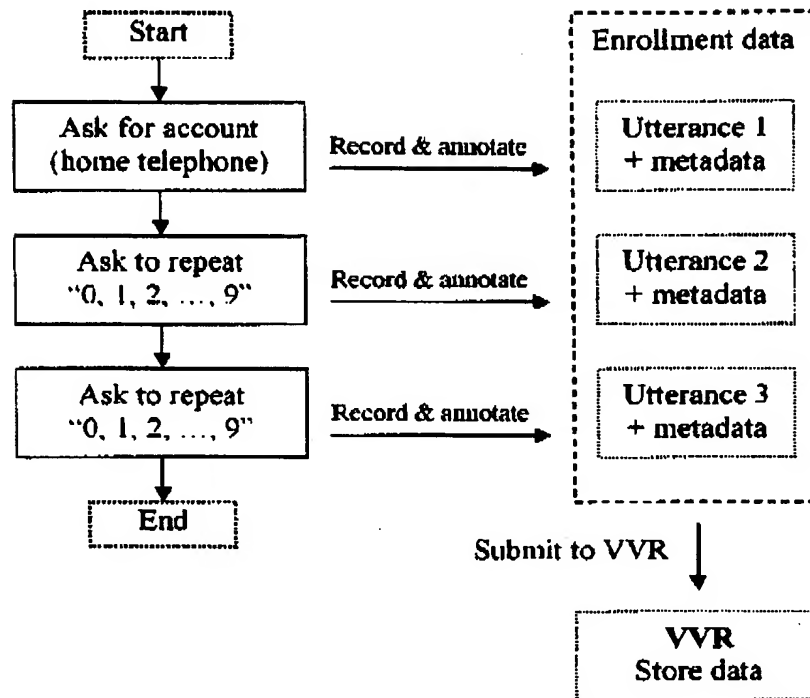 Start
Ask for account
(home telephone)
Record & annotate
Ask to repeat
“0, 1, 2, ..., 9”
Record & annotate
Ask to repeat
“0, 1, 2, ..., 9”
Record & annotate
End
Enrollment data
Utterance 1
+ metadata
Utterance 2
+ metadata
Utterance 3
+ metadata
Submit to VVR
VVR
Store data